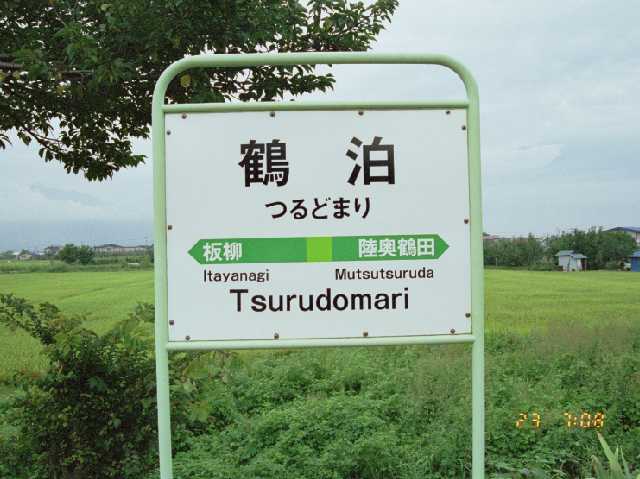 鶴泊
つるどまり
板柳 陸奥鶴田
Itayanagi Mutsutsuruda
Tsurudomari
23 7:08